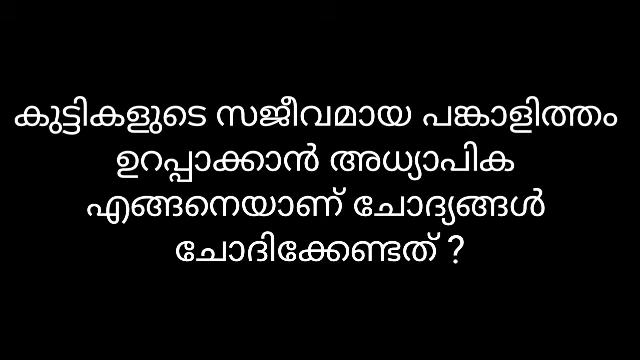 കുട്ടികളുടെ സജീവമായ പങ്കാളിത്തം
ഉറപ്പാക്കാൻ അധ്യാപിക
എങ്ങനെയാണ് ചോദ്യങ്ങൾ
ചോദിക്കേണ്ടത് ?